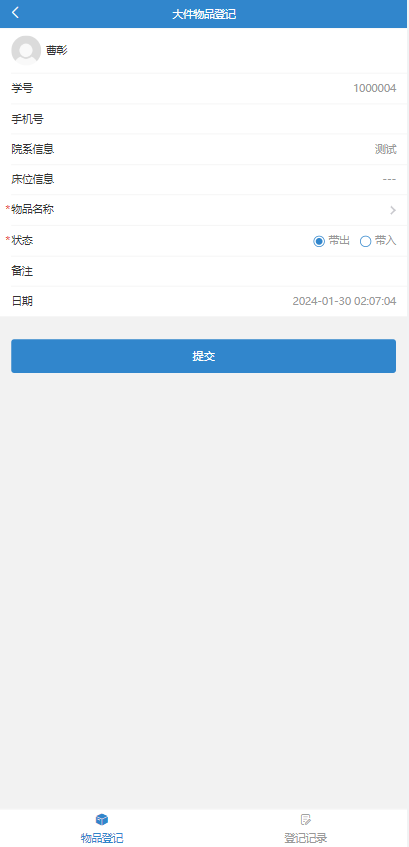 大件物品登记
曹彰
学号 1000004
手机号
院系信息 测试
床位信息 ---
*物品名称
*状态 带出 带入
备注
日期 2024-01-30 02:07:04
提交
物品登记 登记记录